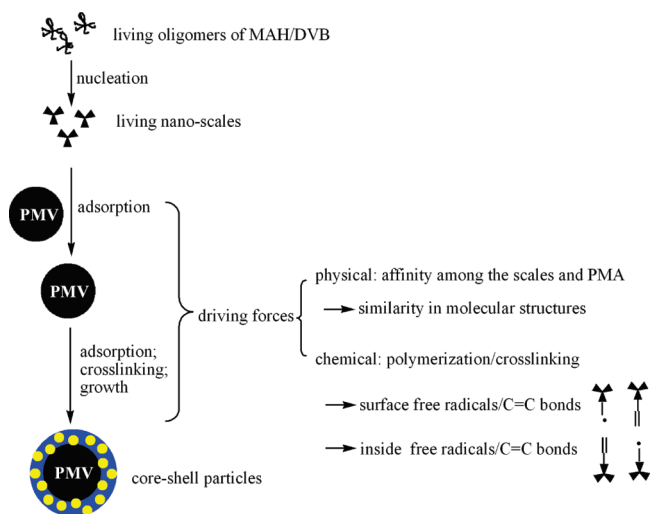 living oligomers of MAH/DVB
nucleation
living nano-scales
PMV
adsorption
PMV
driving forces
physical: affinity among the scales and PMA
similarity in molecular structures
chemical: polymerization/crosslinking
adsorption;
crosslinking;
growth
surface free radicals/C=C bonds
inside free radicals/C=C bonds
PMV
core-shell particles